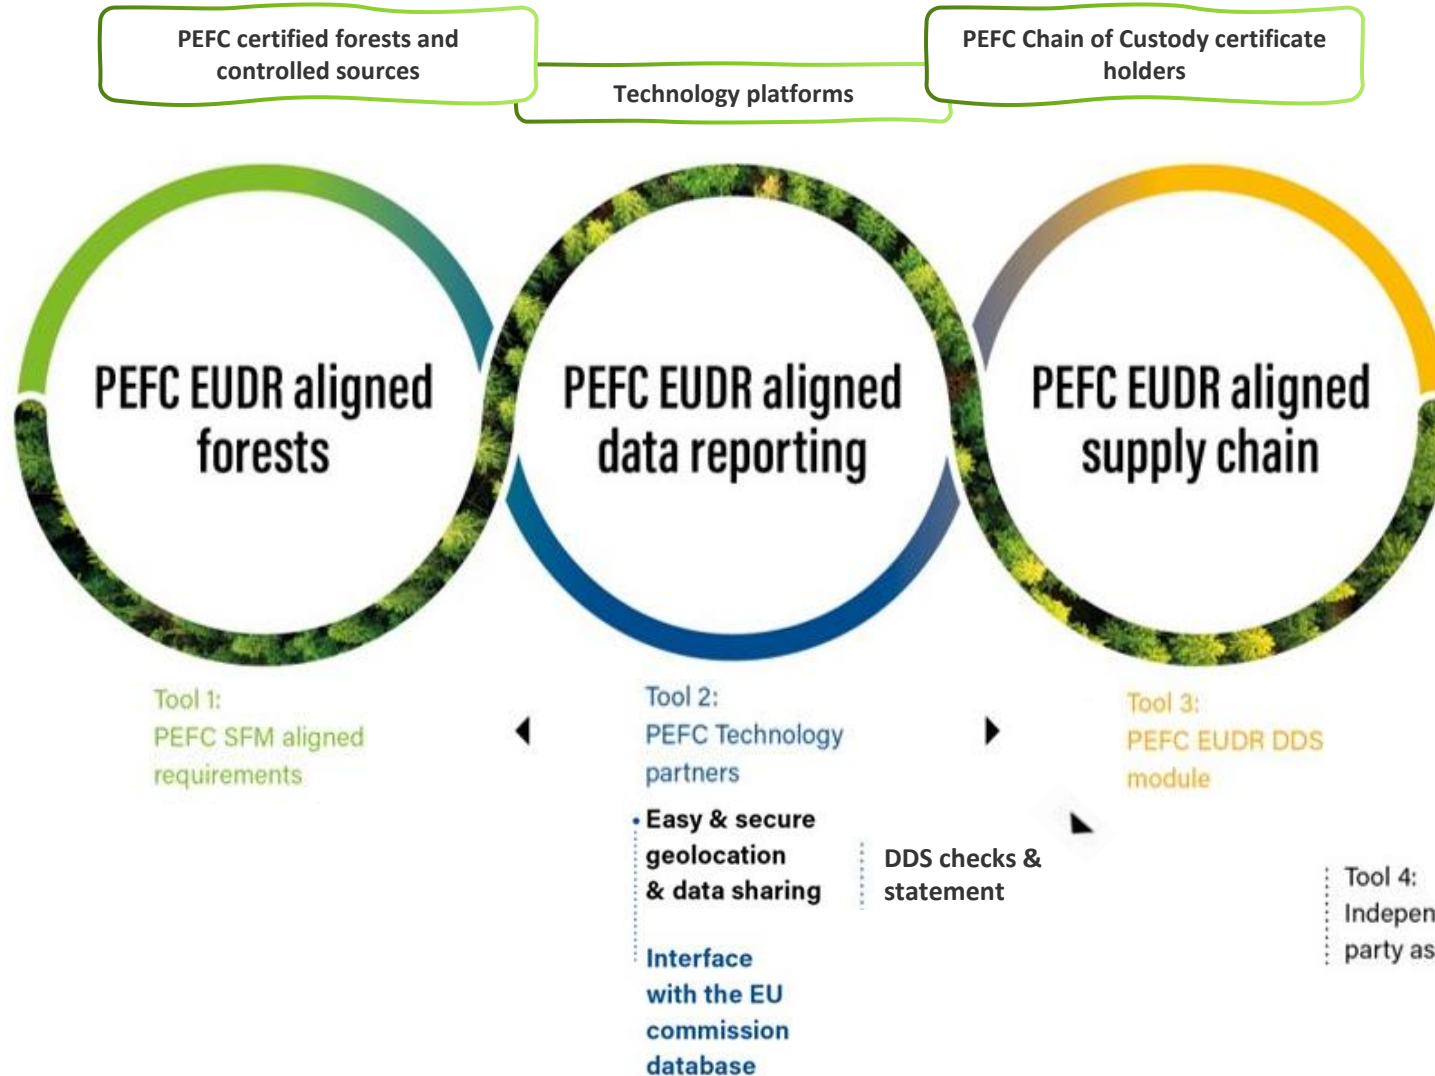 PEFC certified forests and
controlled sources
Technology platforms
PEFC Chain of Custody certificate
holders
PEFC EUDR aligned
forests
PEFC EUDR aligned
data reporting
PEFC EUDR aligned
supply chain
Tool 1:
PEFC SFM aligned
requirements
Tool 2:
PEFC Technology
partners
• Easy & secure
geolocation
& data sharing
Interface
with the EU
commission
database
DDS checks &
statement
Tool 3:
PEFC EUDR DDS
module
Tool 4:
Indepen
party as